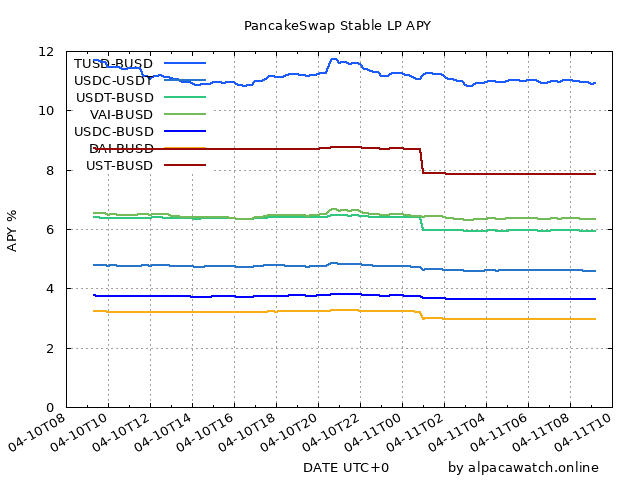 PancakeSwap Stable LP APY
12
10
8
6
4
2
0
APY %
TUSD-BUSD
USDC-USDT
USDT-BUSD
VAI-BUSD
USDC-BUSD
DAI-BUSD
UST-BUSD
04-10T08
04-10T10
04-10T12
04-10T14
04-10T16
04-10T18
04-10T20
04-10T22
04-11T00
04-11T02
04-11T04
04-11T06
04-11T08
04-11T10
DATE UTC+0
by alpacawatch.online